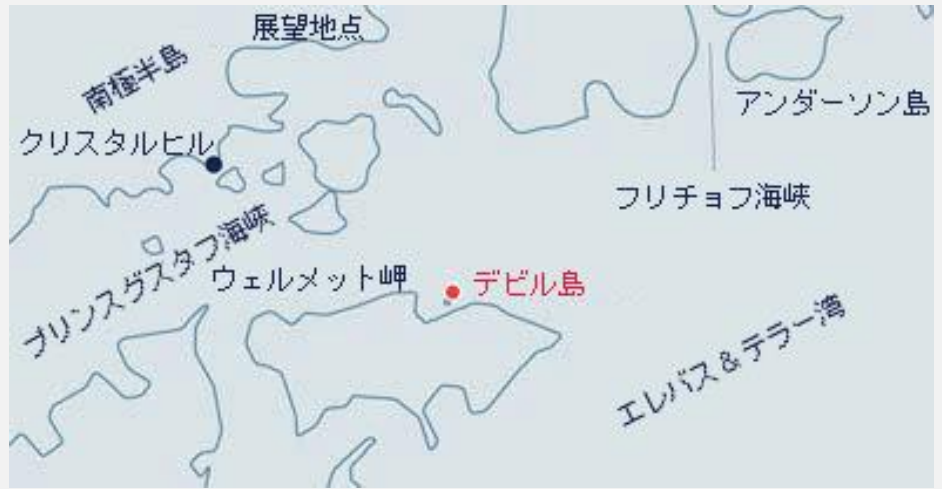 展望地点
南極半島
アンダーソン島
クリスタルヒル
フリチョフ海峡
プリンスグスタフ海峡
ウェルメット岬
デビル島
エレバス&テラー湾